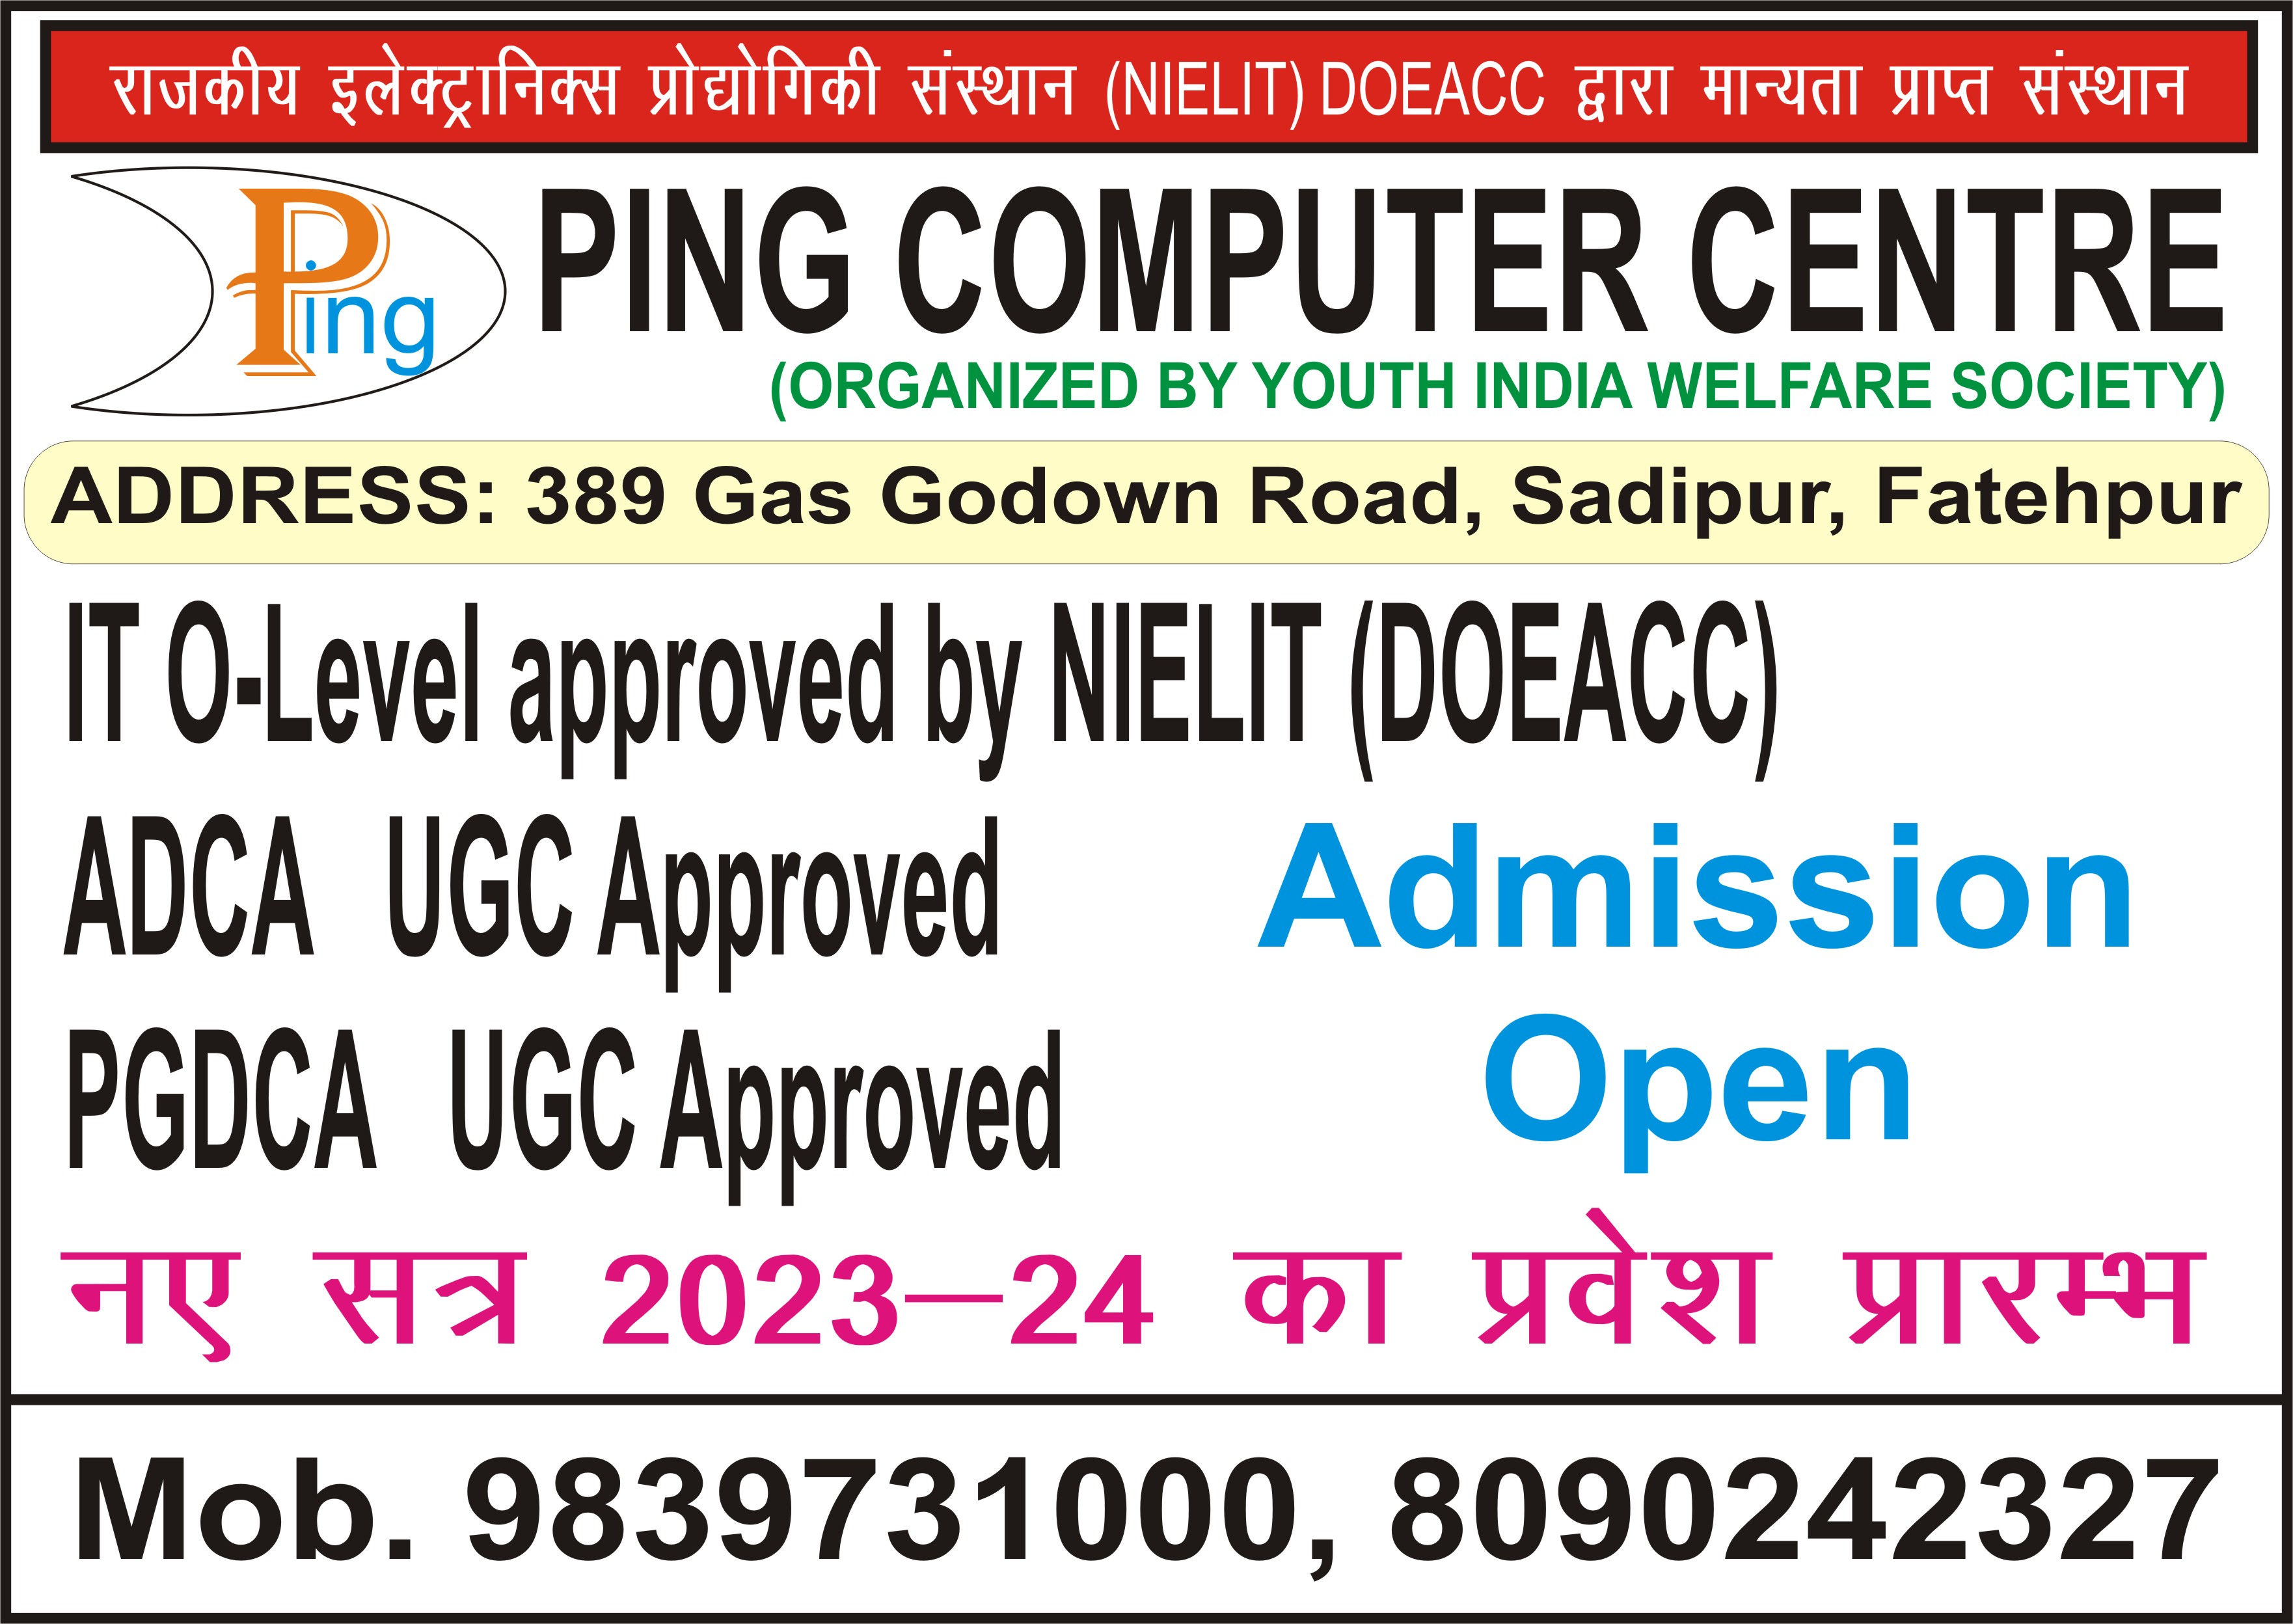 राजकीय इलेक्ट्रानिक्स प्रोद्योगिकी संस्थान (NIELIT) DOEACC द्वारा मान्यता प्राप्त संस्थान
Ping
PING COMPUTER CENTRE
(ORGANIZED BY YOUTH INDIA WELFARE SOCIETY)
ADDRESS: 389 Gas Godown Road, Sadipur, Fatehpur
IT O-Level approved by NIELIT (DOEACC)
ADCA UGC Approved
PGDCA UGC Approved
Admission
Open
नए सत्र 2023–24 का प्रवेश प्रारम्भ
Mob. 9839731000, 8090242327